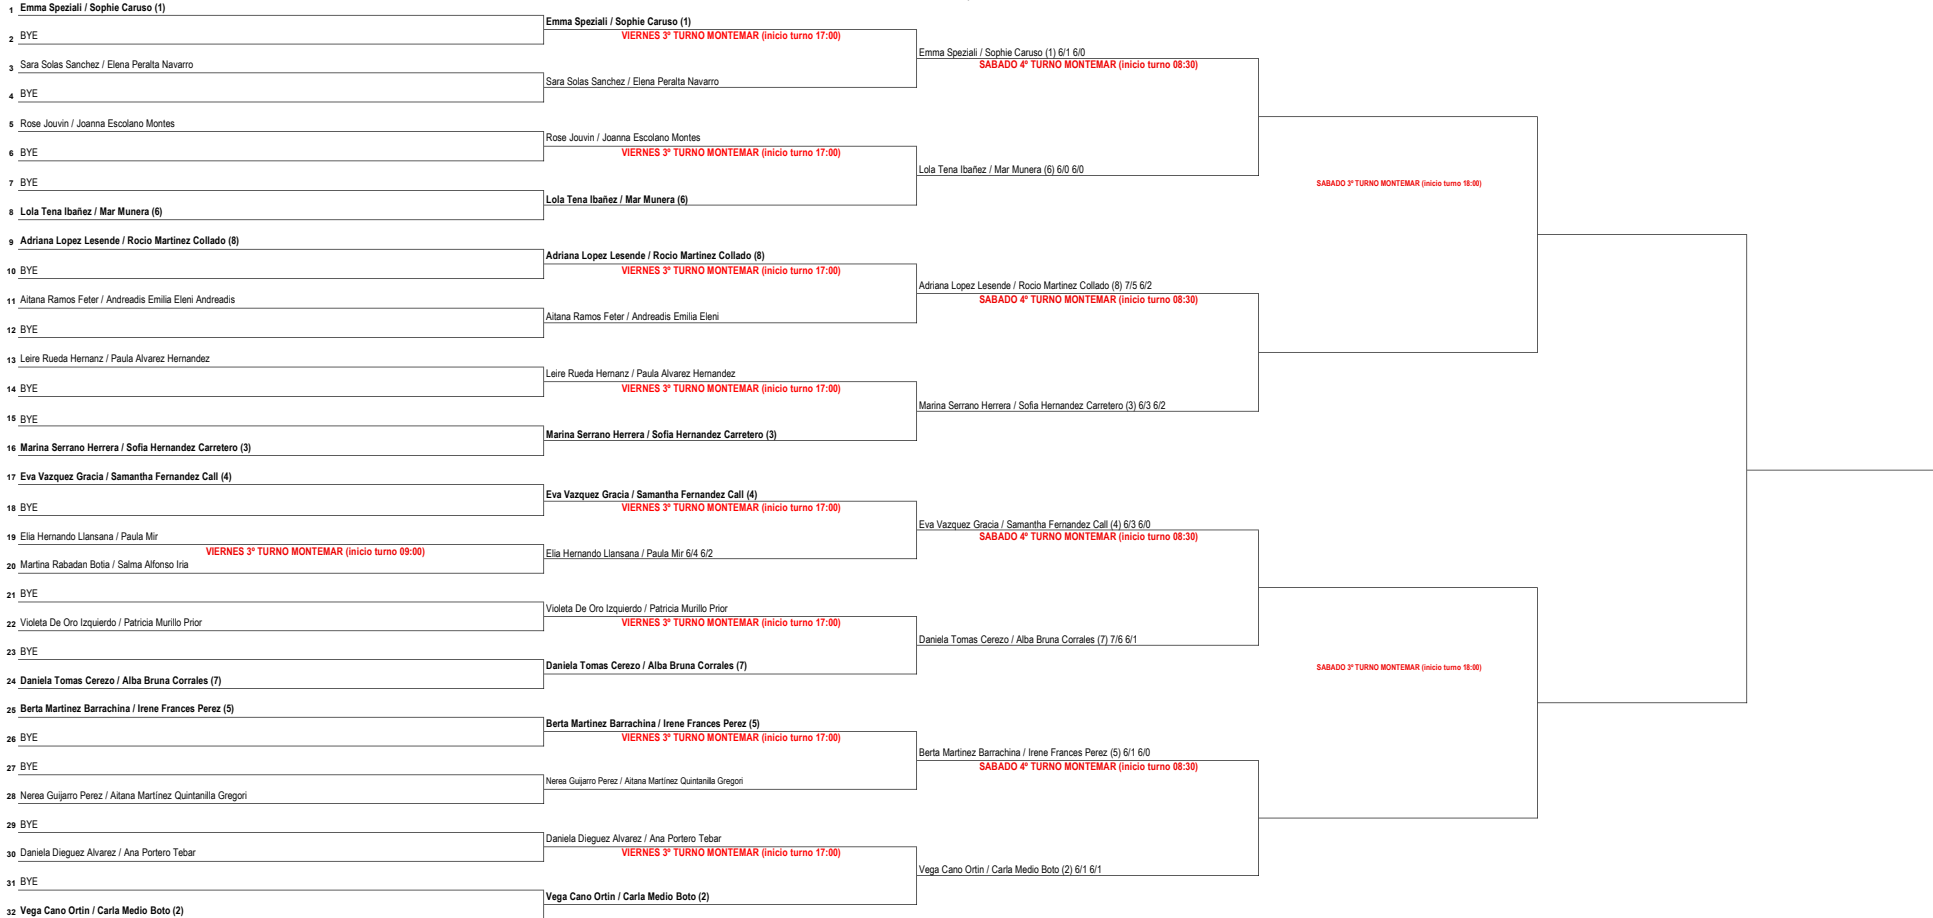 1 Emma Speziali / Sophie Caruso (1)
Emma Speziali / Sophie Caruso (1)
2 BYE
VIERNES 3º TURNO MONTEMAR (inicio turno 17:00)
Emma Speziali / Sophie Caruso (1) 6/1 6/0
3 Sara Solas Sanchez / Elena Peralta Navarro
SABADO 4º TURNO MONTEMAR (inicio turno 08:30)
Sara Solas Sanchez / Elena Peralta Navarro
4 BYE
5 Rose Jouvin / Joanna Escolano Montes
Rose Jouvin / Joanna Escolano Montes
6 BYE
VIERNES 3º TURNO MONTEMAR (inicio turno 17:00)
Lola Tena Ibañez / Mar Munera (6) 6/0 6/0
7 BYE
SABADO 3º TURNO MONTEMAR (inicio turno 18:00)
Lola Tena Ibañez / Mar Munera (6)
8 Lola Tena Ibañez / Mar Munera (6)
9 Adriana Lopez Lesende / Rocio Martinez Collado (8)
Adriana Lopez Lesende / Rocio Martinez Collado (8)
10 BYE
VIERNES 3º TURNO MONTEMAR (inicio turno 17:00)
Adriana Lopez Lesende / Rocio Martinez Collado (8) 7/5 6/2
11 Aitana Ramos Feter / Andreadis Emilia Eleni Andreadis
SABADO 4º TURNO MONTEMAR (inicio turno 08:30)
Aitana Ramos Feter / Andreadis Emilia Eleni
12 BYE
13 Leire Rueda Hernanz / Paula Alvarez Hernandez
Leire Rueda Hernanz / Paula Alvarez Hernandez
14 BYE
VIERNES 3º TURNO MONTEMAR (inicio turno 17:00)
Marina Serrano Herrera / Sofia Hernandez Carretero (3) 6/3 6/2
15 BYE
Marina Serrano Herrera / Sofia Hernandez Carretero (3)
16 Marina Serrano Herrera / Sofia Hernandez Carretero (3)
17 Eva Vazquez Gracia / Samantha Fernandez Call (4)
Eva Vazquez Gracia / Samantha Fernandez Call (4)
18 BYE
VIERNES 3º TURNO MONTEMAR (inicio turno 17:00)
Eva Vazquez Gracia / Samantha Fernandez Call (4) 6/3 6/0
19 Elia Hernando Llansana / Paula Mir
SABADO 4º TURNO MONTEMAR (inicio turno 08:30)
VIERNES 3º TURNO MONTEMAR (inicio turno 09:00)
Elia Hernando Llansana / Paula Mir 6/4 6/2
20 Martina Rabadan Botia / Salma Alfonso Iria
21 BYE
Violeta De Oro Izquierdo / Patricia Murillo Prior
22 Violeta De Oro Izquierdo / Patricia Murillo Prior
VIERNES 3º TURNO MONTEMAR (inicio turno 17:00)
Daniela Tomas Cerezo / Alba Bruna Corrales (7) 7/6 6/1
23 BYE
Daniela Tomas Cerezo / Alba Bruna Corrales (7)
SABADO 3º TURNO MONTEMAR (inicio turno 18:00)
24 Daniela Tomas Cerezo / Alba Bruna Corrales (7)
25 Berta Martinez Barrachina / Irene Frances Perez (5)
Berta Martinez Barrachina / Irene Frances Perez (5)
26 BYE
VIERNES 3º TURNO MONTEMAR (inicio turno 17:00)
Berta Martinez Barrachina / Irene Frances Perez (5) 6/1 6/0
27 BYE
SABADO 4º TURNO MONTEMAR (inicio turno 08:30)
Nerea Guijarro Perez / Aitana Martínez Quintanilla Gregori
28 Nerea Guijarro Perez / Aitana Martínez Quintanilla Gregori
29 BYE
Daniela Dieguez Alvarez / Ana Portero Tebar
30 Daniela Dieguez Alvarez / Ana Portero Tebar
VIERNES 3º TURNO MONTEMAR (inicio turno 17:00)
Vega Cano Ortin / Carla Medio Boto (2) 6/1 6/1
31 BYE
Vega Cano Ortin / Carla Medio Boto (2)
32 Vega Cano Ortin / Carla Medio Boto (2)